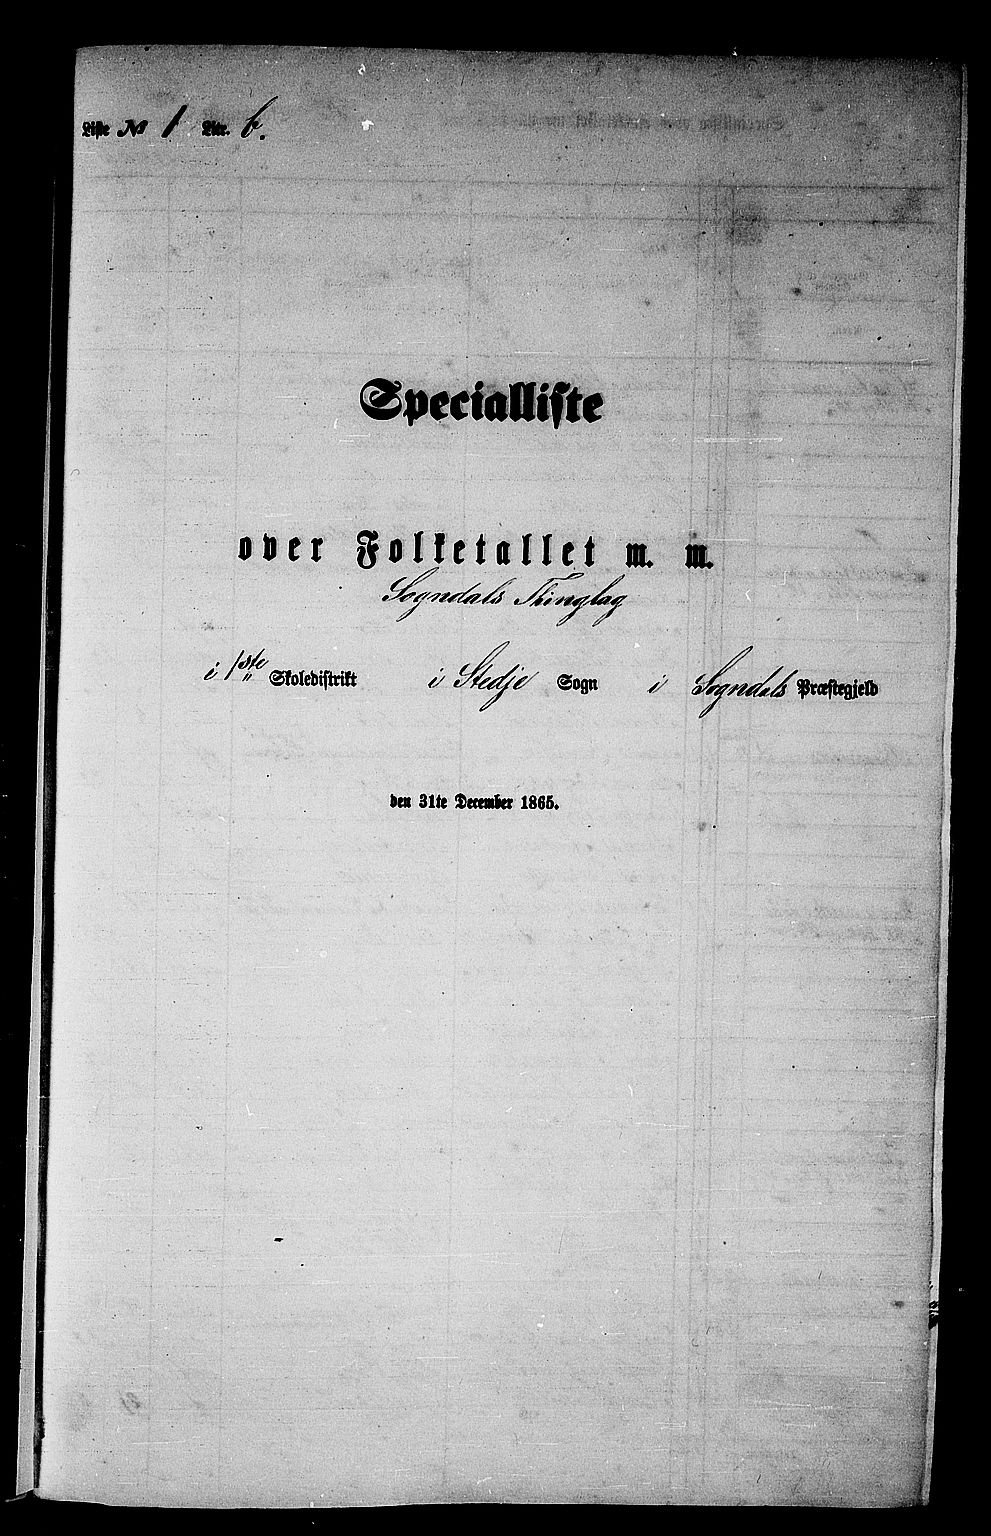 Liste № 1 Litr. b.
Specialliste
over Folketallet m. m.
Sogndals Thinglag
i 1ste Skoledistrikt i Stedje Sogn i Sogndals Præstegjeld
den 31te December 1865.